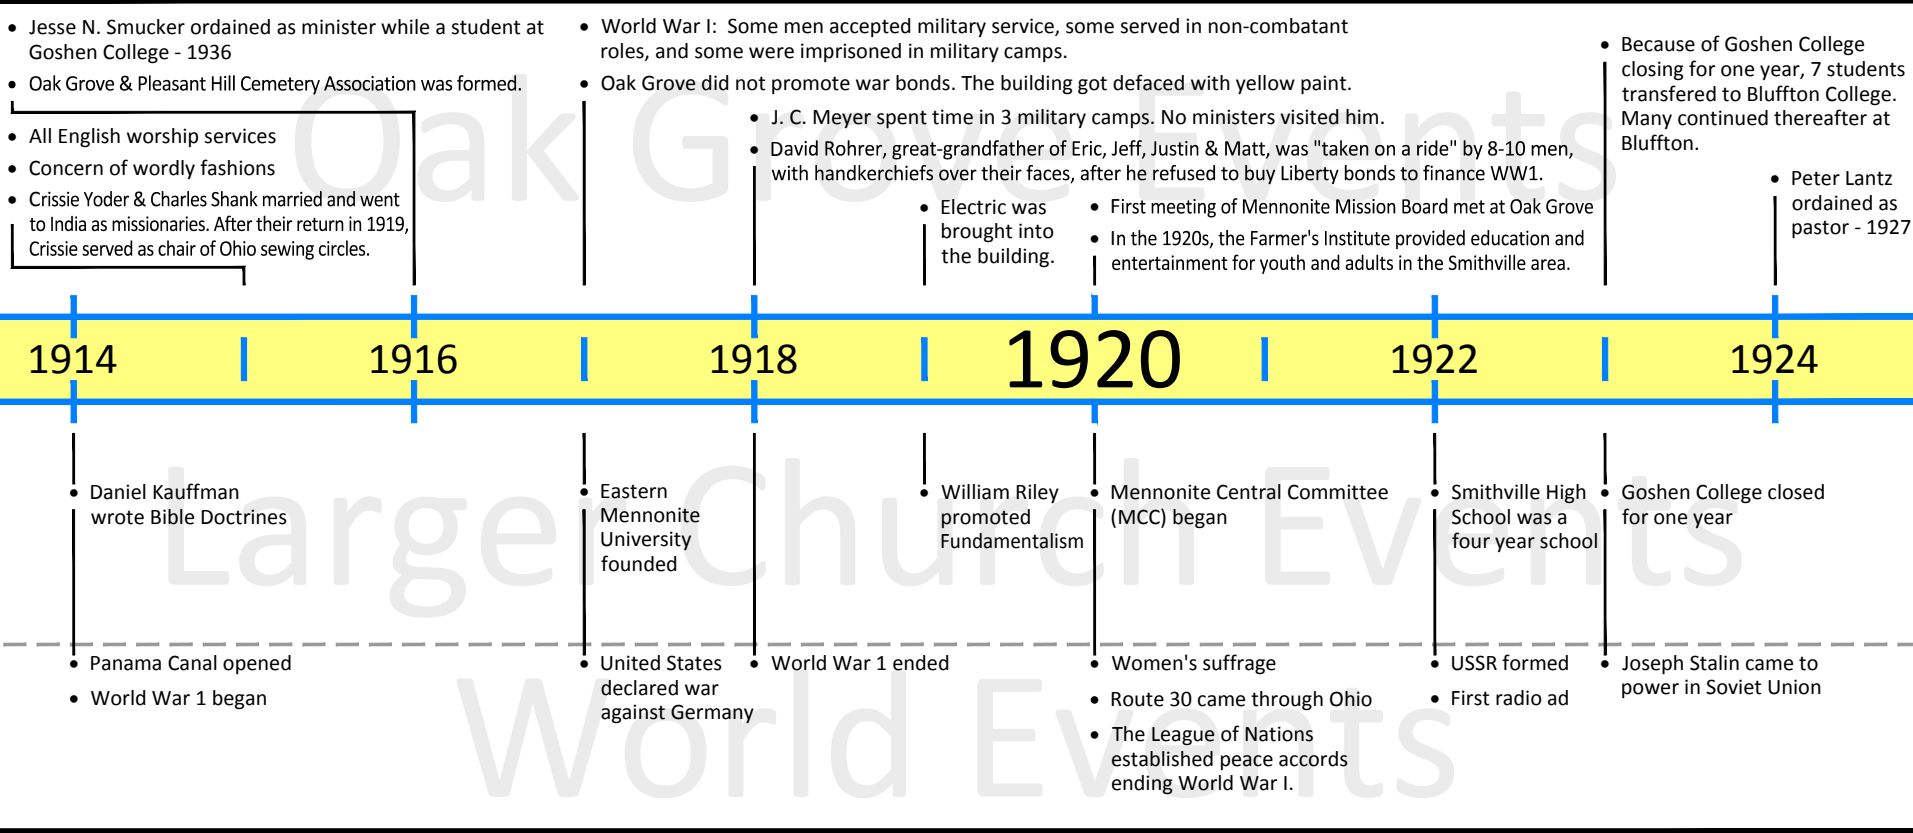 Jesse N. Smucker ordained as minister while a student at
Goshen College - 1936
Oak Grove & Pleasant Hill Cemetery Association was formed.
All English worship services
Concern of wordly fashions
Crissie Yoder & Charles Shank married and went
to India as missionaries. After their return in 1919,
Crissie served as chair of Ohio sewing circles.
World War I:  Some men accepted military service, some served in non-combatant
roles, and some were imprisoned in military camps.
Oak Grove did not promote war bonds. The building got defaced with yellow paint.
J. C. Meyer spent time in 3 military camps. No ministers visited him.
David Rohrer, great-grandfather of Eric, Jeff, Justin & Matt, was "taken on a ride" by 8-10 men,
with handkerchiefs over their faces, after he refused to buy Liberty bonds to finance WW1.
Electric was
brought into
the building.
First meeting of Mennonite Mission Board met at Oak Grove
In the 1920s, the Farmer's Institute provided education and
entertainment for youth and adults in the Smithville area.
Because of Goshen College
closing for one year, 7 students
transfered to Bluffton College.
Many continued thereafter at
Bluffton.
Peter Lantz
ordained as
pastor - 1927
Oak Grove Events
1914 1916 1918 1920 1922 1924
Larger Church Events
Daniel Kauffman
wrote Bible Doctrines
Eastern
Mennonite
University
founded
William Riley
promoted
Fundamentalism
Mennonite Central Committee
(MCC) began
Smithville High
School was a
four year school
Goshen College closed
for one year
World Events
Panama Canal opened
World War 1 began
United States
declared war
against Germany
World War 1 ended
Women's suffrage
Route 30 came through Ohio
The League of Nations
established peace accords
ending World War I.
USSR formed
First radio ad
Joseph Stalin came to
power in Soviet Union